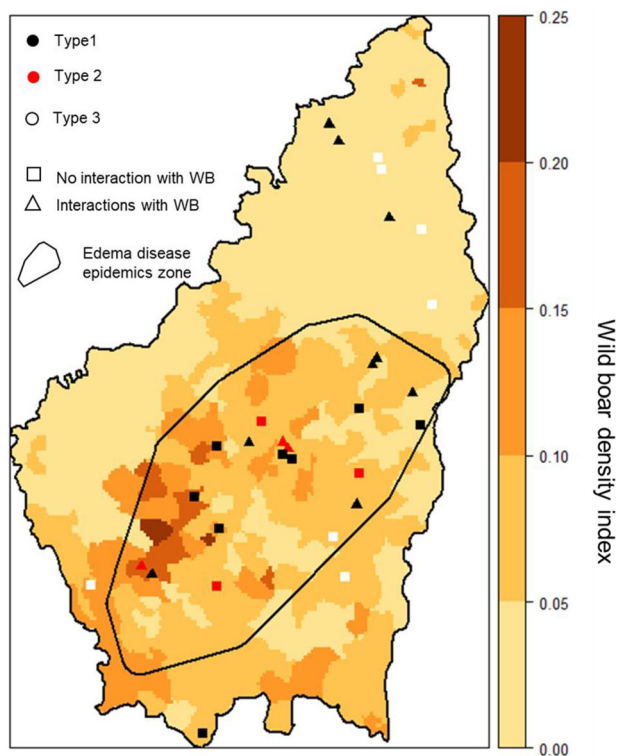 Type1
Type 2
Type 3
No interaction with WB
Interactions with WB
Edema disease
epidemics zone
0.25
0.20
0.15
0.10
0.05
0.00
Wild boar density index